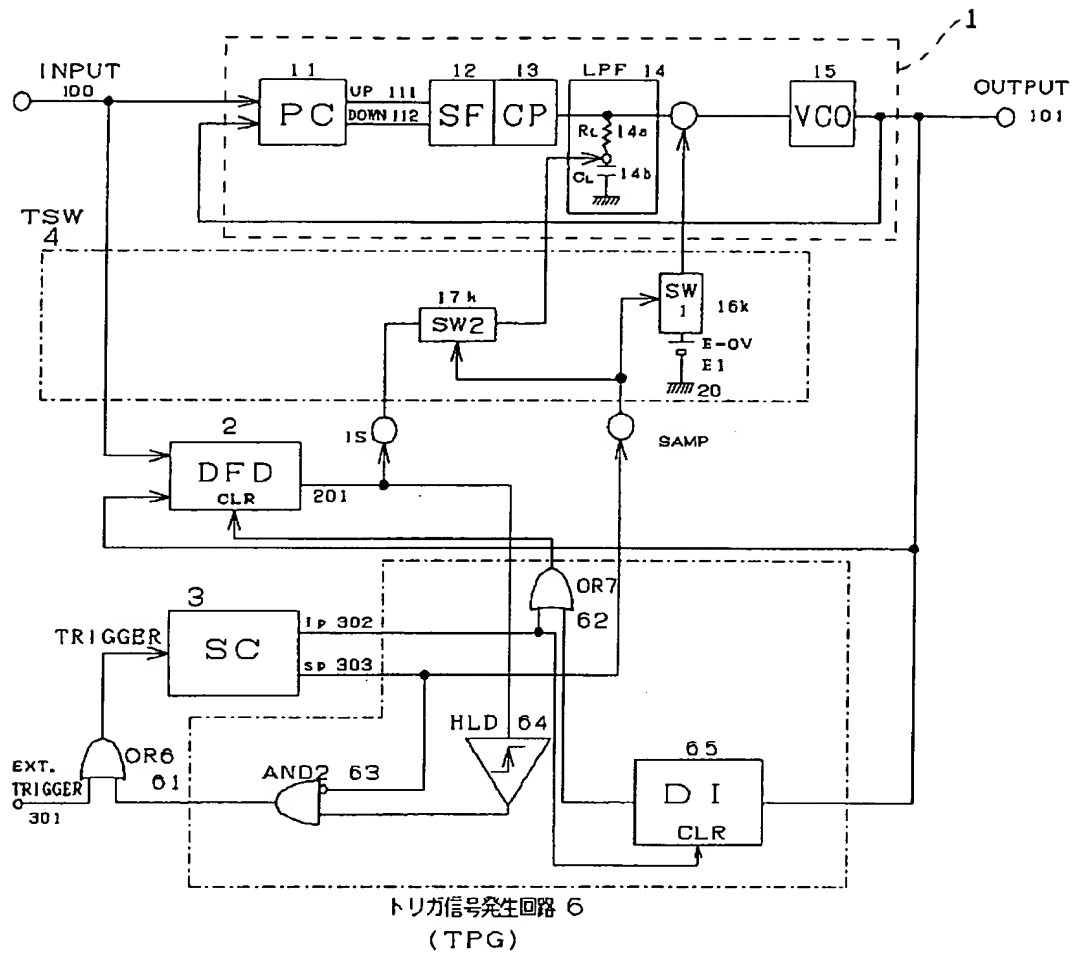 1
INPUT
100
11
PC
UP 111
DOWN 112
12 13
SF CP
LPF 14
RL 14a
CL 14b
15
VCO
OUTPUT
101
TSW
4
17k
SW2
SW
1
16k
E-0V
E1
20
IS
SAMP
2
DFD
CLR
201
3
SC
TRIGGER
IP 302
SP 303
OR7
62
HLD 64
AND2 63
OR6
61
EXT.
TRIGGER
301
65
DI
CLR
トリガ信号発生回路 6
(TPG)